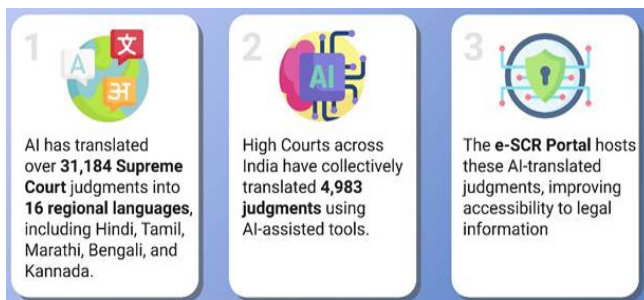 1
A
文
अ
AI has translated
over 31,184 Supreme
Court judgments into
16 regional languages,
including Hindi, Tamil,
Marathi, Bengali, and
Kannada.
2
AI
High Courts across
India have collectively
translated 4,983
judgments using
AI-assisted tools.
3
The e-SCR Portal hosts
these AI-translated
judgments, improving
accessibility to legal
information